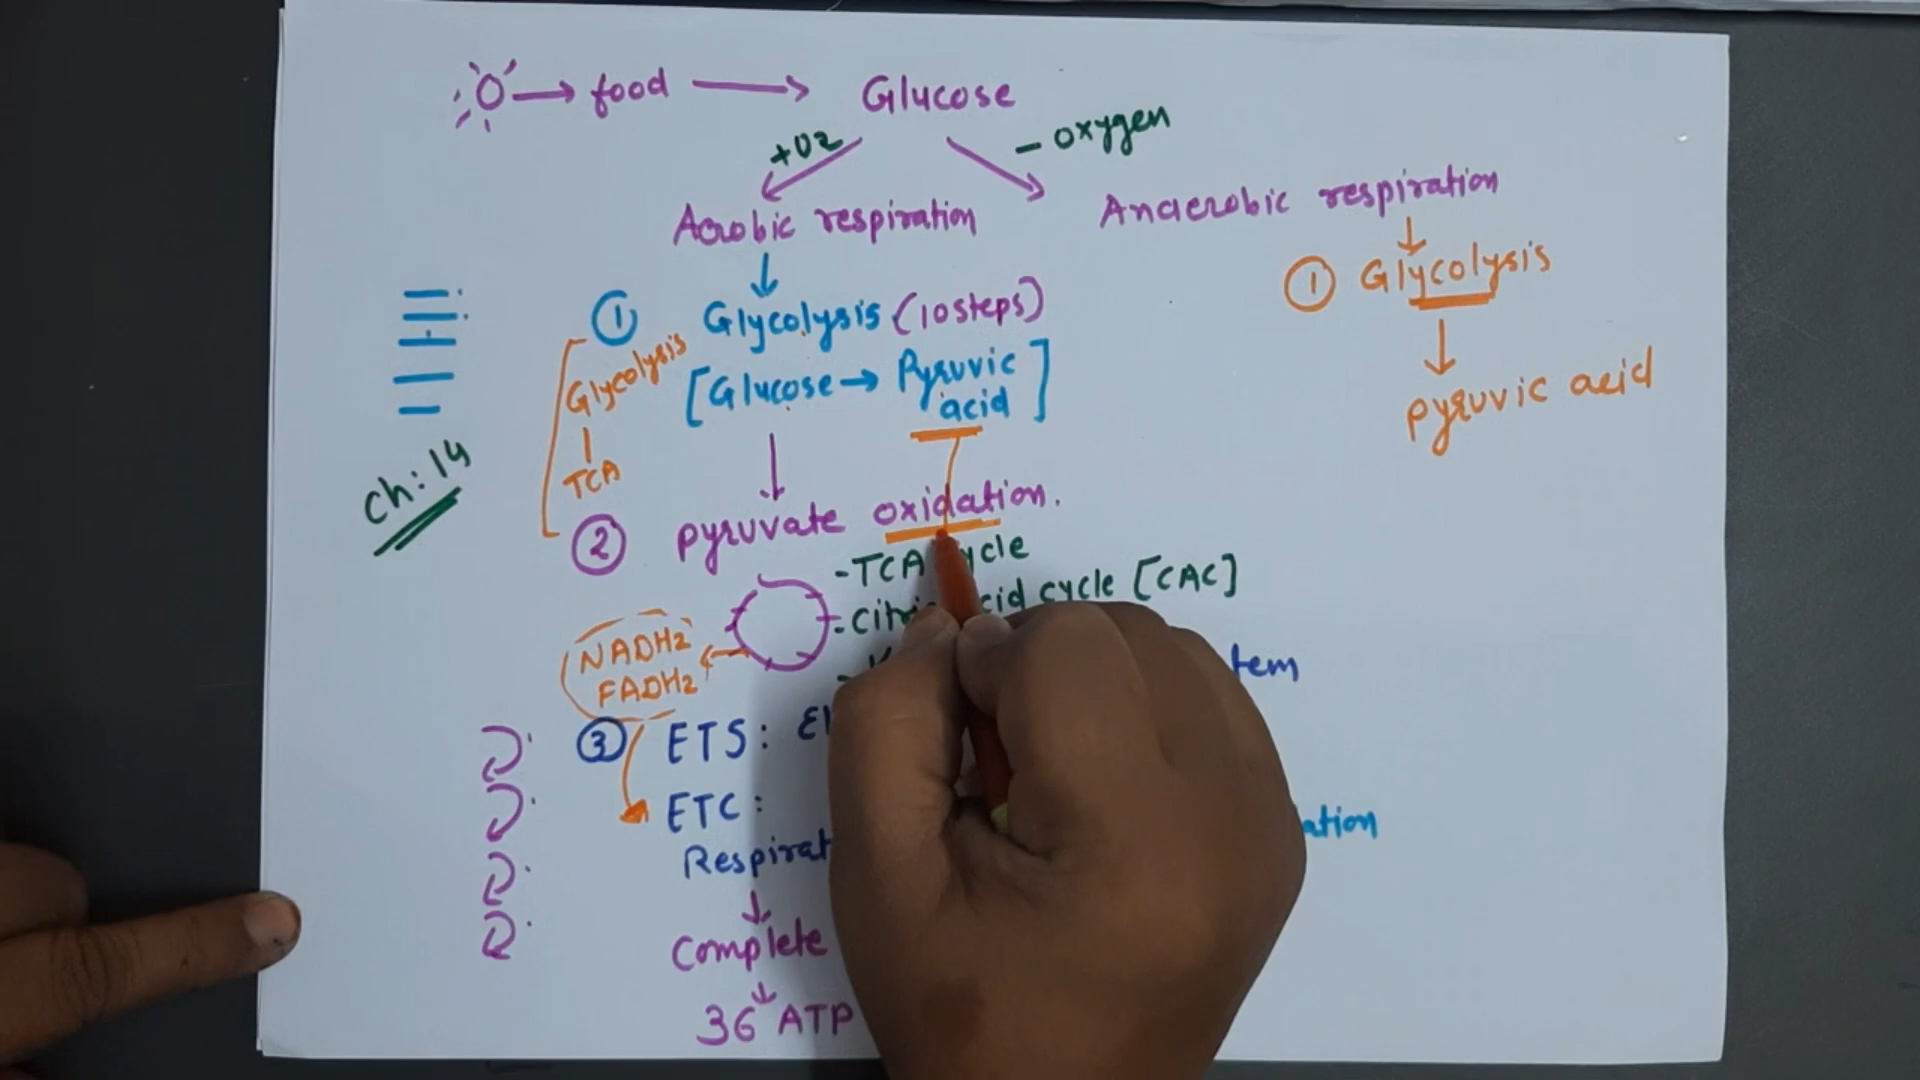 food → Glucose
+O2
- oxygen
Aerobic respiration
Anaerobic respiration
① Glycolysis (10steps)
[Glucose → Pyruvic acid]
Glycolysis
TCA
Ch: 14
② pyruvate oxidation.
-TCA cycle
- cid cycle [CAC]
NADH2
FADH2
tem
③ ETS:
ETC:
ation
Complete
36 ATP
① Glycolysis
pyruvic acid